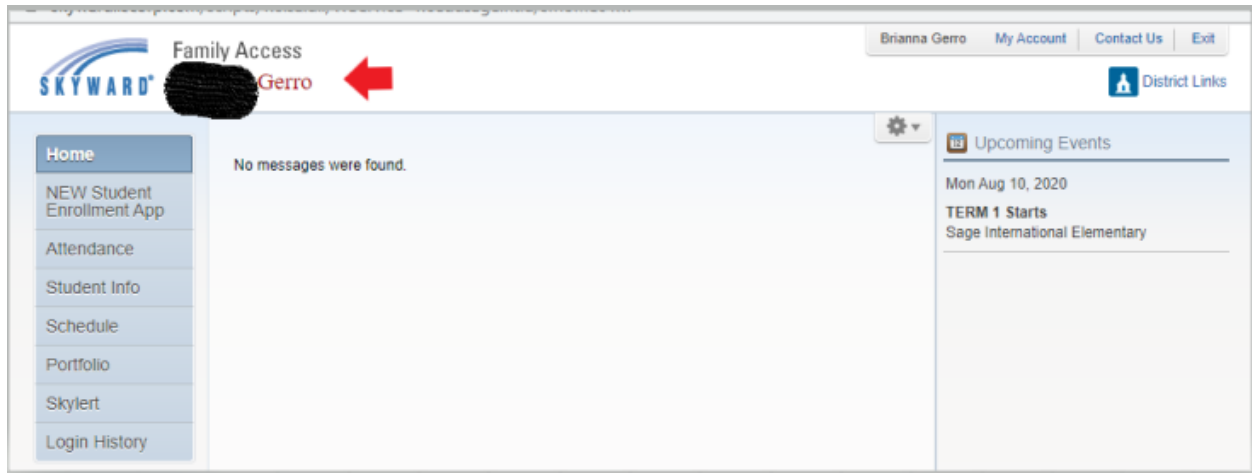 Family Access
Gerro
SKYWARD®
Brianna Gerro My Account Contact Us Exit
District Links
Home
NEW Student
Enrollment App
Attendance
Student Info
Schedule
Portfolio
Skylert
Login History
No messages were found.
Upcoming Events
Mon Aug 10, 2020
TERM 1 Starts
Sage International Elementary